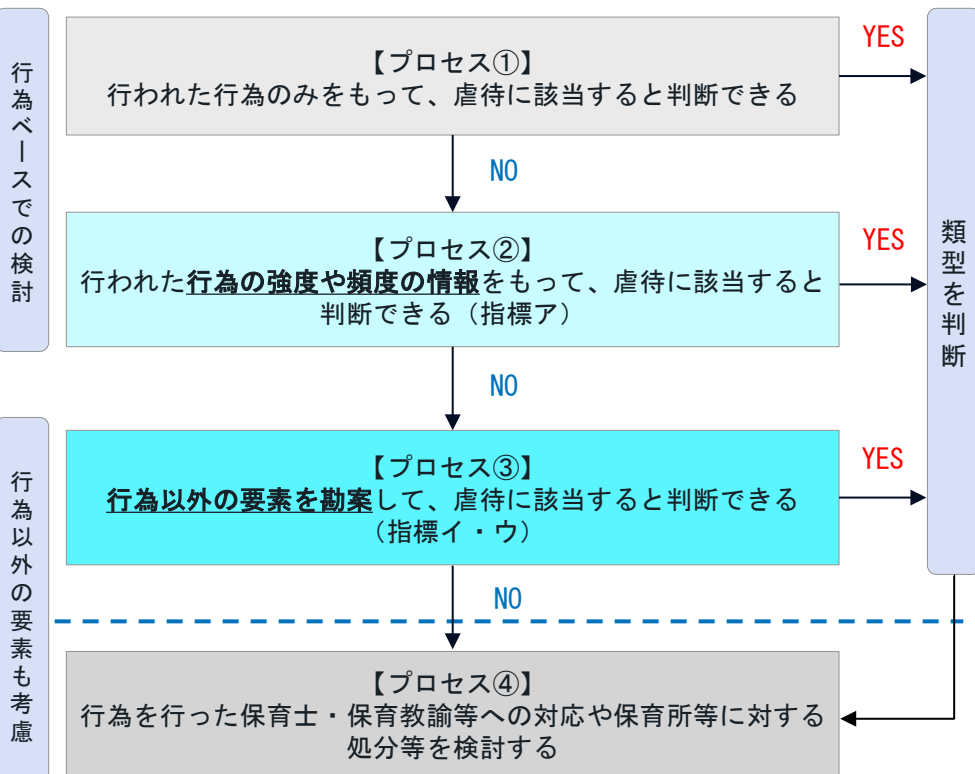 行為ベースでの検討
【プロセス①】
行われた行為のみをもって、虐待に該当すると判断できる
YES
NO
【プロセス②】
行われた行為の強度や頻度の情報をもって、虐待に該当すると
判断できる（指標ア）
YES
類型を判断
NO
行為以外の要素も考慮
【プロセス③】
行為以外の要素を勘案して、虐待に該当すると判断できる
（指標イ・ウ）
YES
NO
【プロセス④】
行為を行った保育士・保育教諭等への対応や保育所等に対する
処分等を検討する